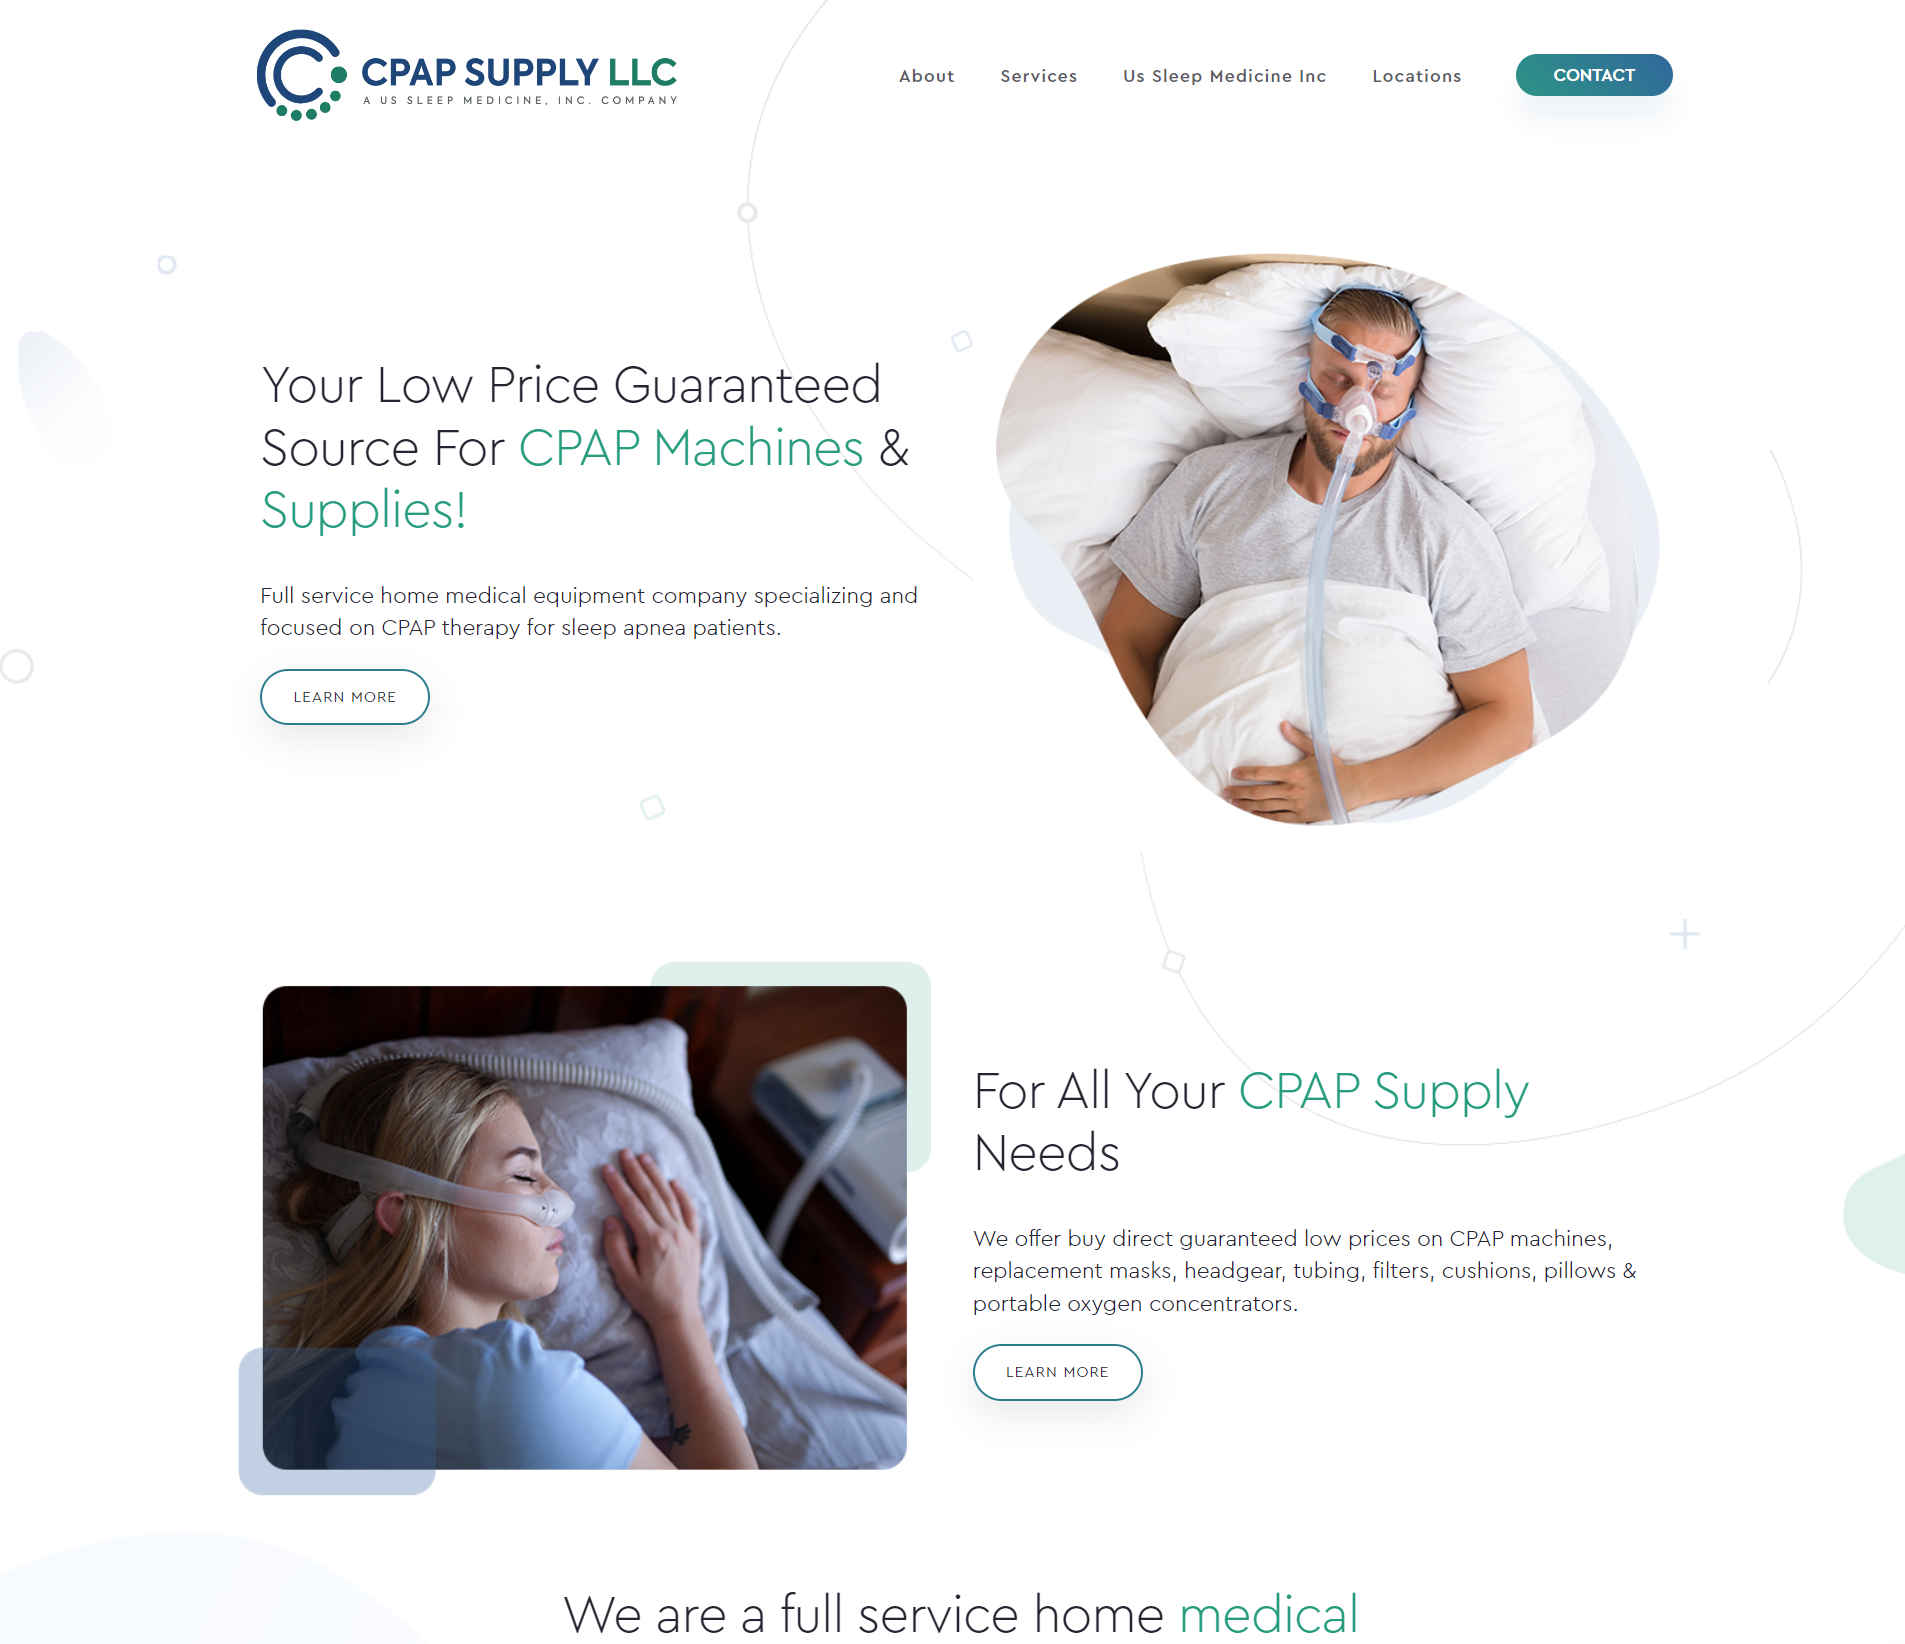 CPAP SUPPLY LLC
A US SLEEP MEDICINE, INC. COMPANY
About Services Us Sleep Medicine Inc Locations CONTACT
Your Low Price Guaranteed
Source For CPAP Machines &
Supplies!
Full service home medical equipment company specializing and
focused on CPAP therapy for sleep apnea patients.
LEARN MORE
For All Your CPAP Supply
Needs
We offer buy direct guaranteed low prices on CPAP machines,
replacement masks, headgear, tubing, filters, cushions, pillows &
portable oxygen concentrators.
LEARN MORE
We are a full service home medical